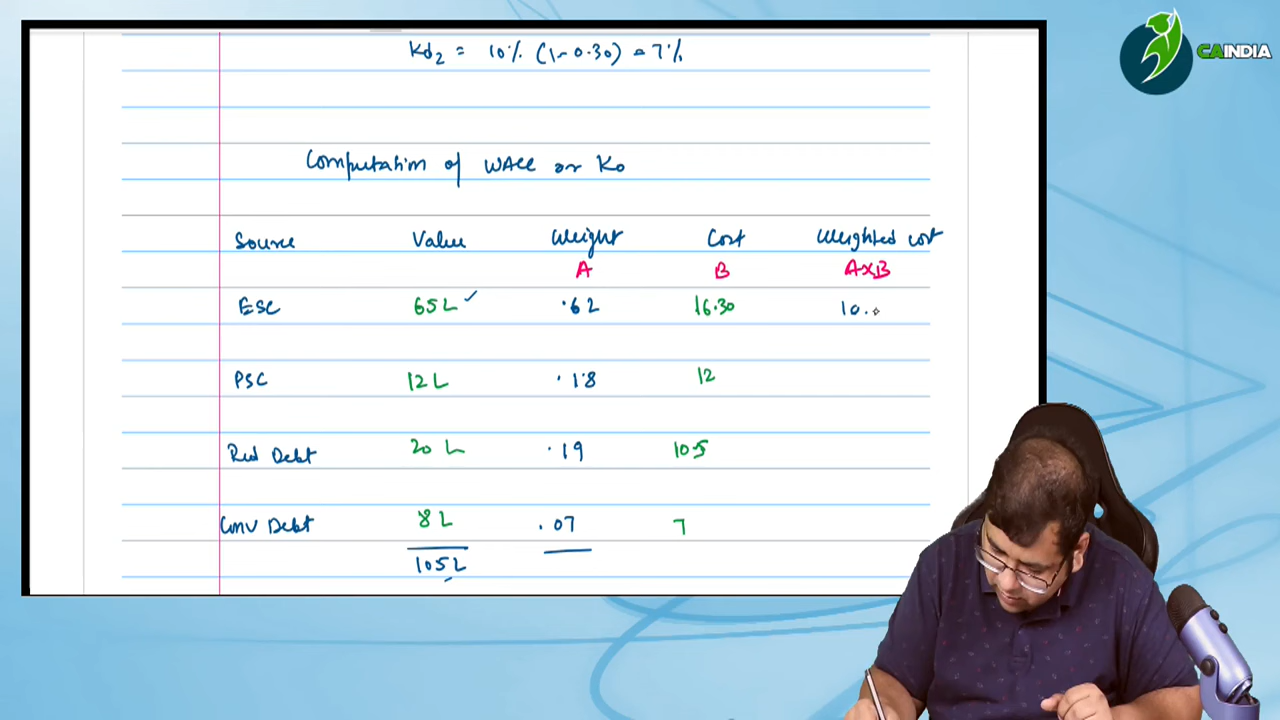 Kd2 = 10% (1-0.30) = 7%
CAINDIA
Computation of WACC or Ko
Source Value Weight Cost Weighted cost
A B AxB
ESC 65L ✓ .62 16.30 10.
PSC 12L .18 12
Red Debt 20 L .19 10.5
Conv Debt 8L .07 7
105L